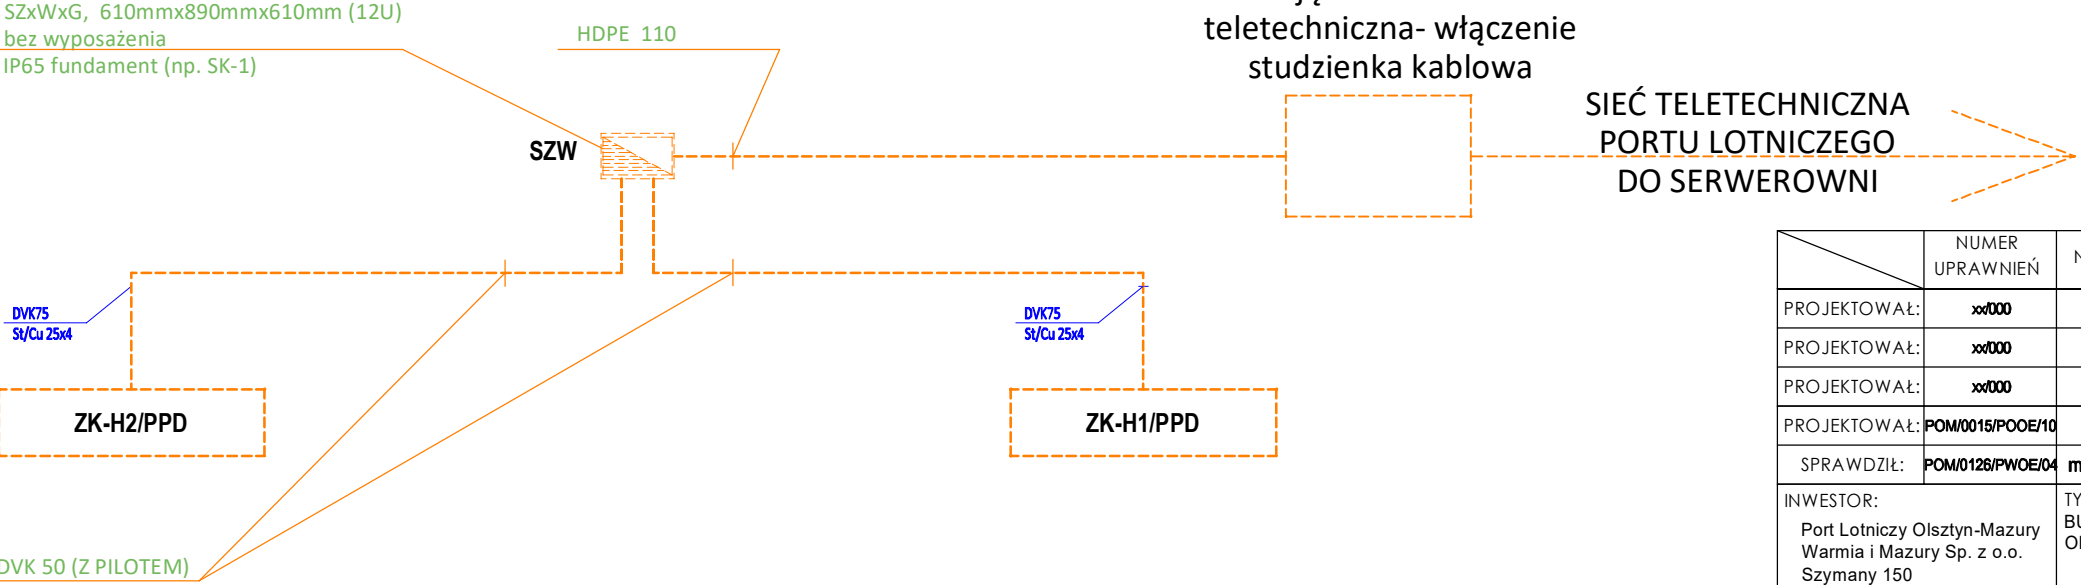 SZxWxG, 610mmx890mmx610mm (12U)
bez wyposażenia
IP65 fundament (np. SK-1)
HDPE 110
teletechniczna- włączenie
studzienka kablowa
SIEĆ TELETECHNICZNA
PORTU LOTNICZEGO
DO SERWEROWNI
SZW
DVK75
St/Cu 25x4
DVK75
St/Cu 25x4
ZK-H2/PPD
ZK-H1/PPD
DVK 50 (Z PILOTEM)
NUMER
UPRAWNIEŃ
PROJEKTOWAŁ: xx/000
PROJEKTOWAŁ: xx/000
PROJEKTOWAŁ: xx/000
PROJEKTOWAŁ: POM/0015/POOE/10
SPRAWDZIŁ: POM/0126/PWOE/04
INWESTOR:
Port Lotniczy Olsztyn-Mazury
Warmia i Mazury Sp. z o.o.
Szymany 150